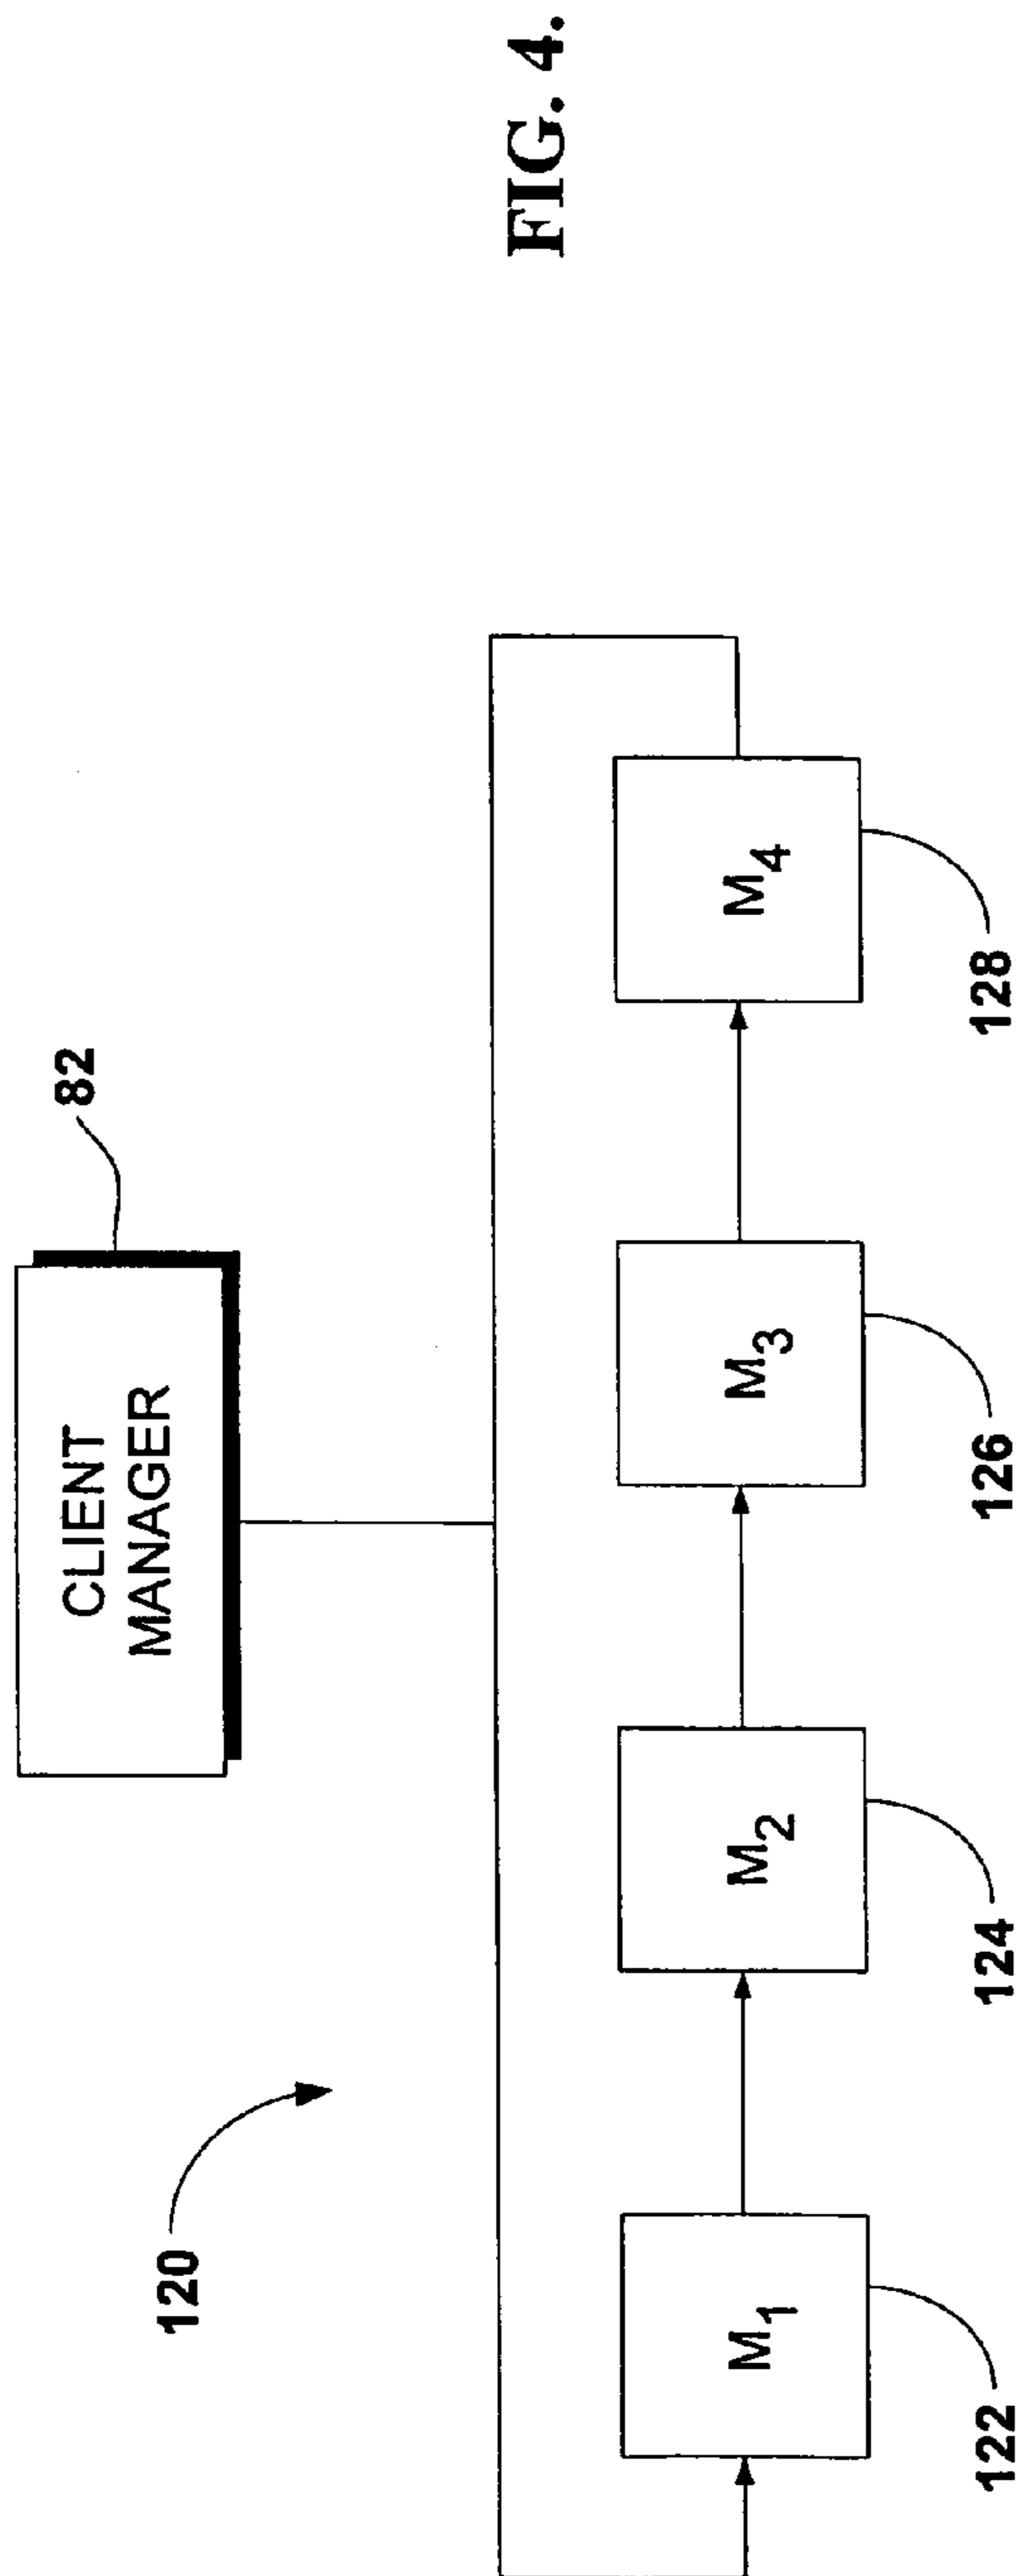 82
CLIENT
MANAGER
120
M1
M2
M3
M4
122
124
126
128
FIG. 4.